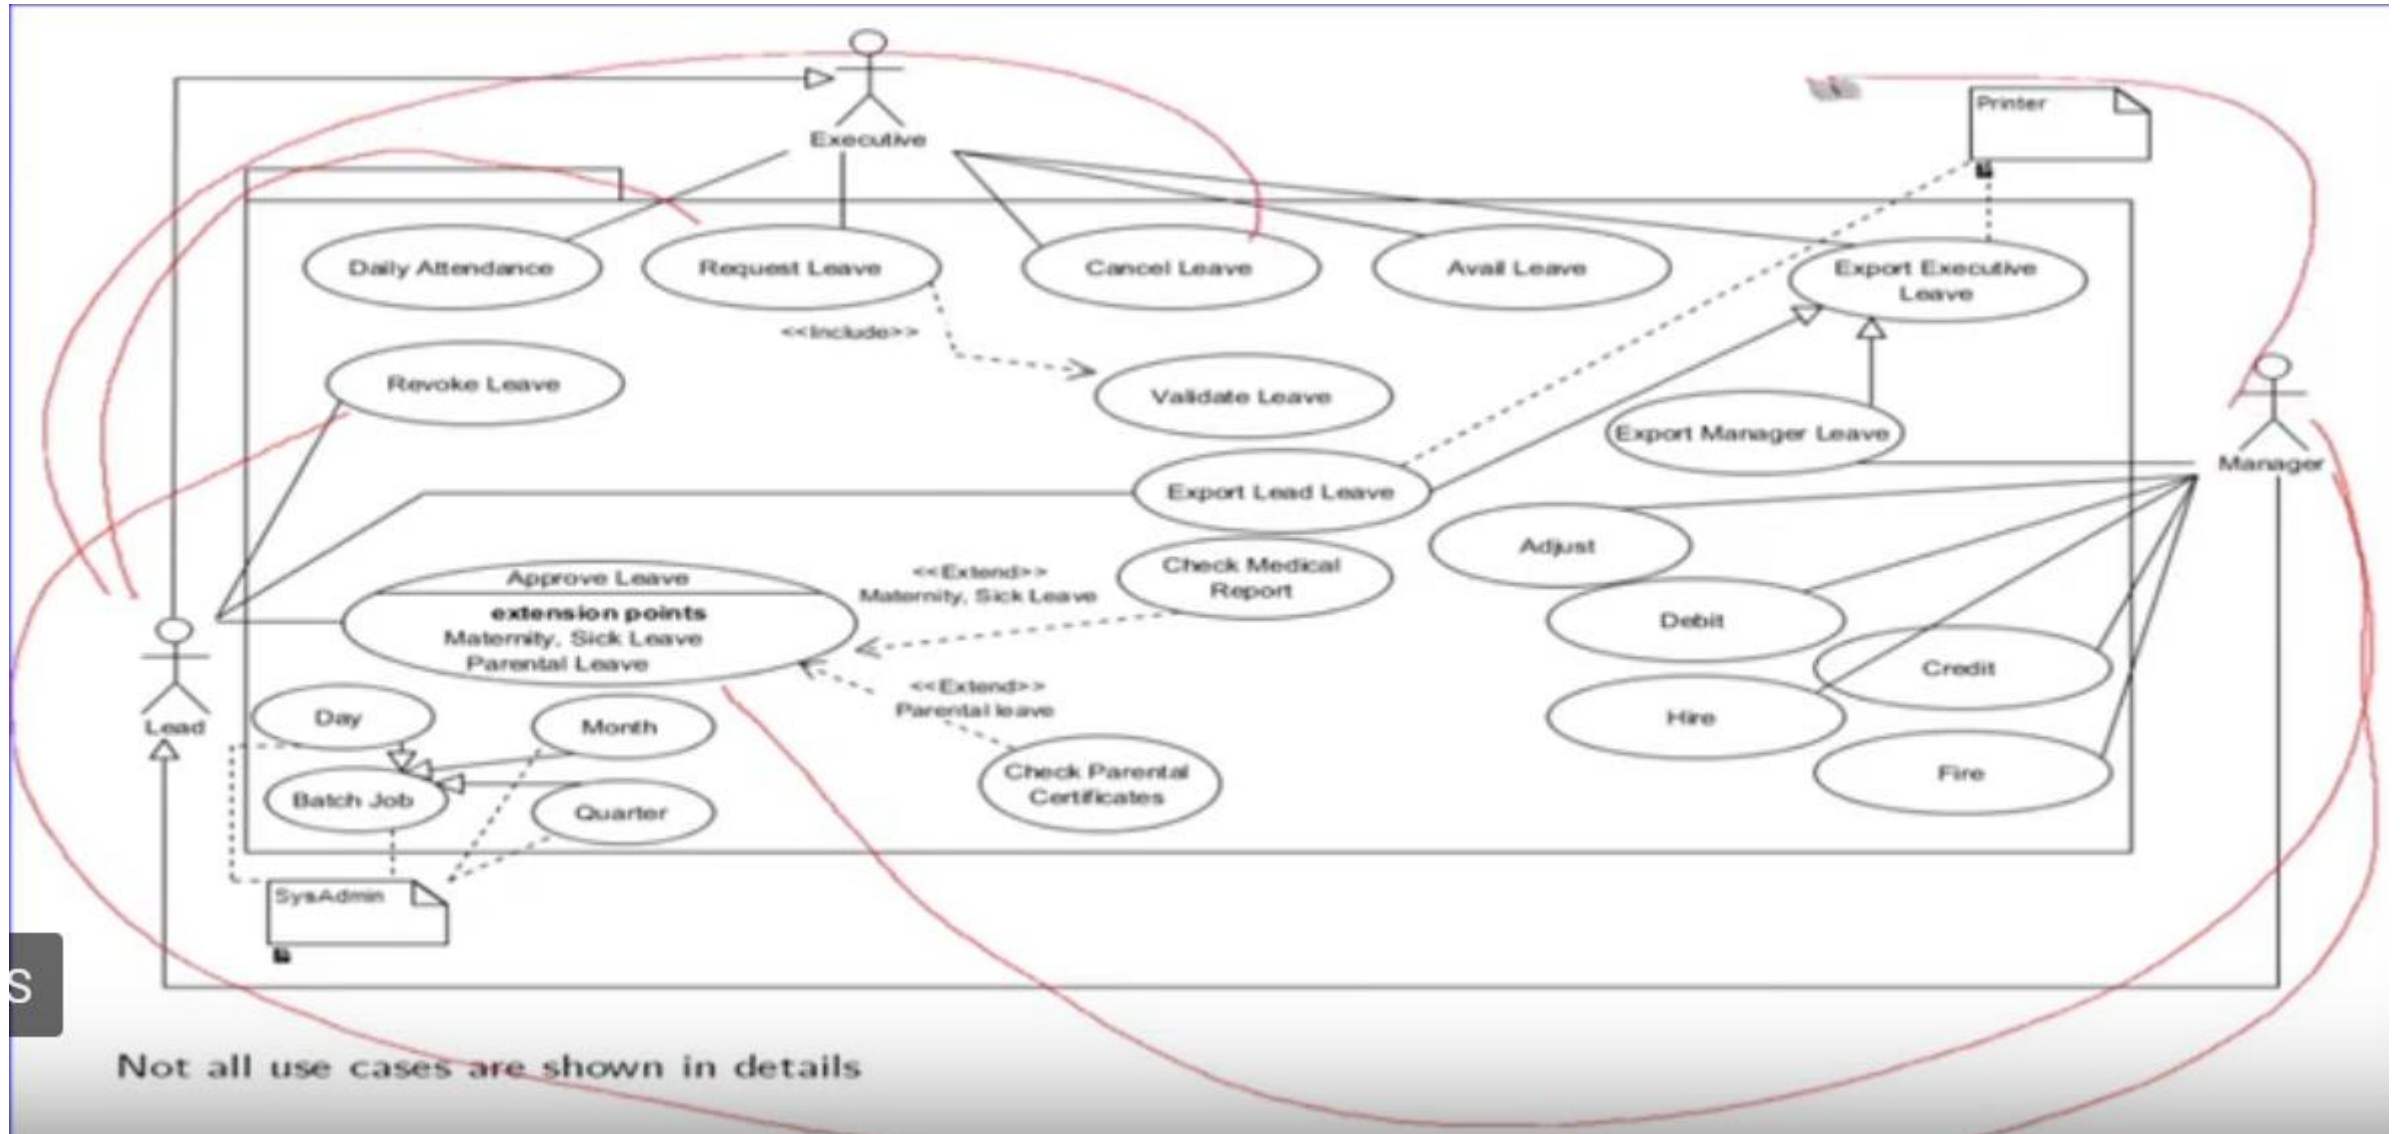 Executive
Printer
Daily Attendance
Request Leave
Cancel Leave
Avail Leave
Export Executive
Leave
<<Include>>
Revoke Leave
Validate Leave
Export Manager Leave
Manager
Export Lead Leave
Adjust
Approve Leave
extension points
Maternity, Sick Leave
Parental Leave
<<Extend>>
Maternity, Sick Leave
Check Medical
Report
Debit
Credit
<<Extend>>
Parental leave
Hire
Lead
Day
Month
Batch Job
Quarter
Check Parental
Certificates
Fire
SysAdmin
S
Not all use cases are shown in details